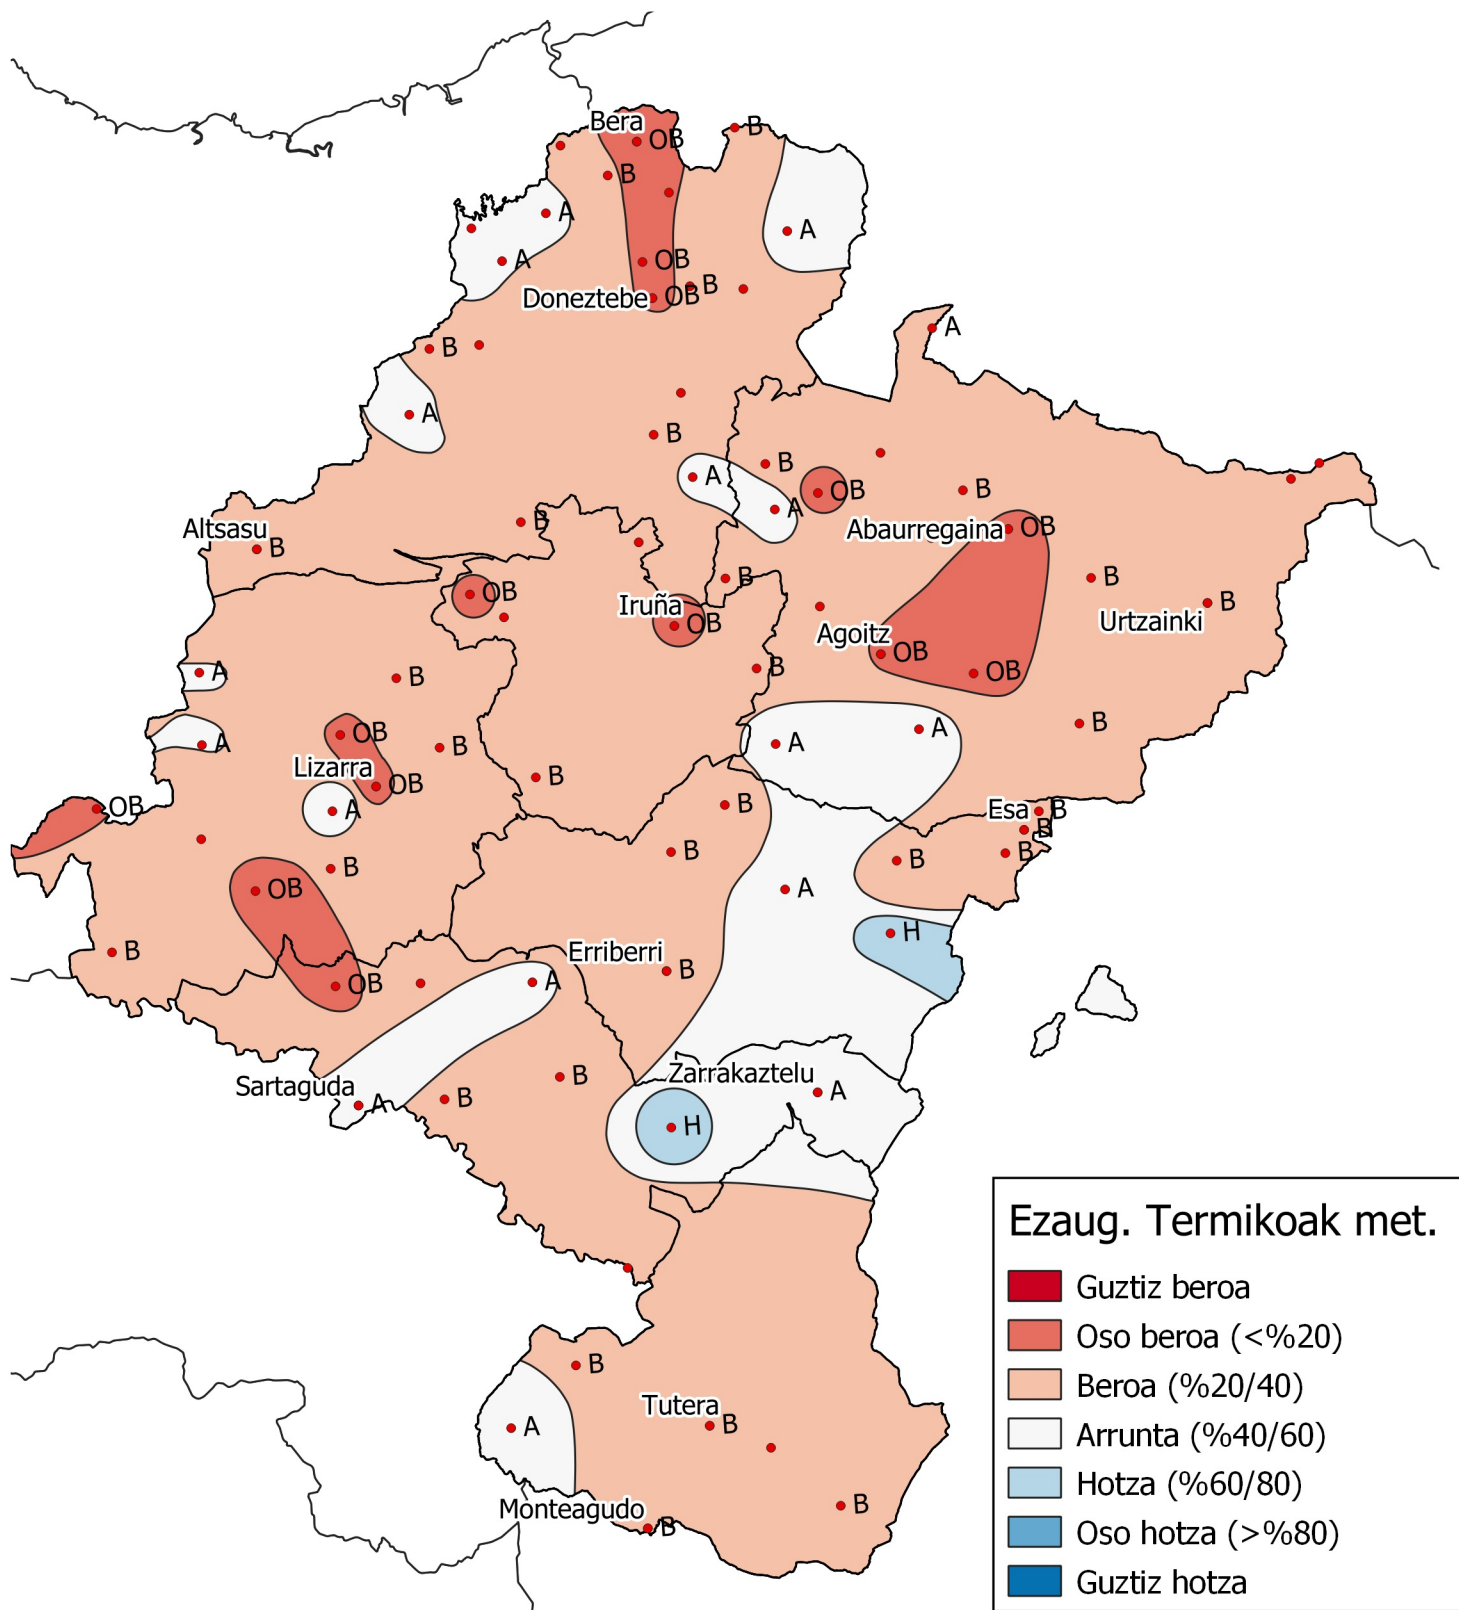 Bera
OB
B
B
A
A
A
OB
B
Doneztebe
OB
A
B
A
B
B
A
OB
B
A
Altsasu
B
B
Abaurregaina
OB
B
B
OB
Iruña
OB
B
Urtzainki
Agoitz
OB
A
B
B
OB
B
OB
A
A
A
B
Lizarra
B
OB
B
OB
A
B
Esa
B
B
B
B
B
B
OB
A
H
B
Erriberri
B
OB
A
Zarrakaztelu
B
Sartaguda
A
B
A
H
Ezaug. Termikoak met.
Guztiz beroa
Oso beroa (<%20)
Beroa (%20/40)
Arrunta (%40/60)
Hotza (%60/80)
Oso hotza (>%80)
Guztiz hotza
B
Tutera
B
A
Monteagudo
B
B